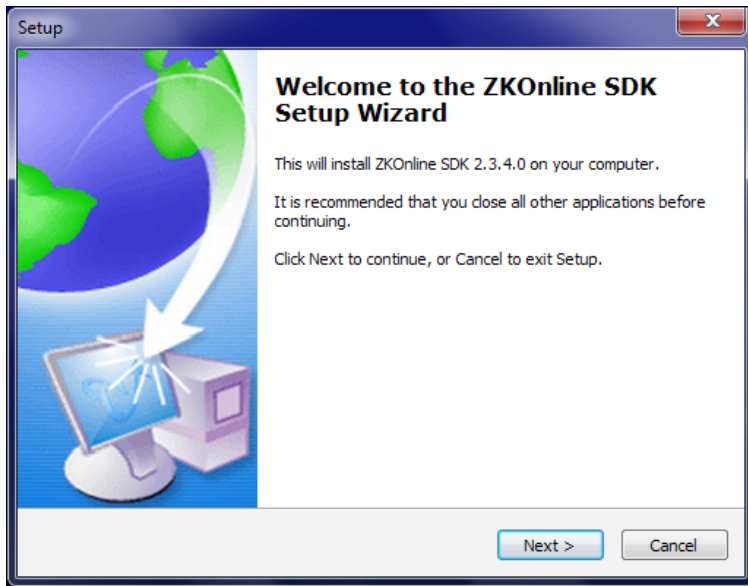 Setup
Welcome to the ZKOnline SDK
Setup Wizard
This will install ZKOnline SDK 2.3.4.0 on your computer.
It is recommended that you close all other applications before
continuing.
Click Next to continue, or Cancel to exit Setup.
Next >
Cancel